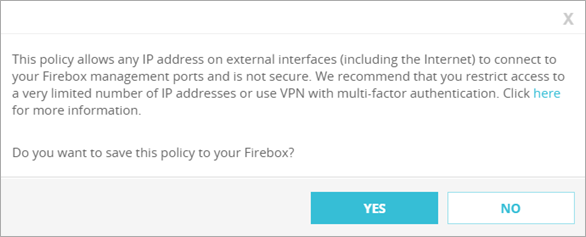 X
This policy allows any IP address on external interfaces (including the Internet) to connect to
your Firebox management ports and is not secure. We recommend that you restrict access to
a very limited number of IP addresses or use VPN with multi-factor authentication. Click here
for more information.
Do you want to save this policy to your Firebox?
YES
NO